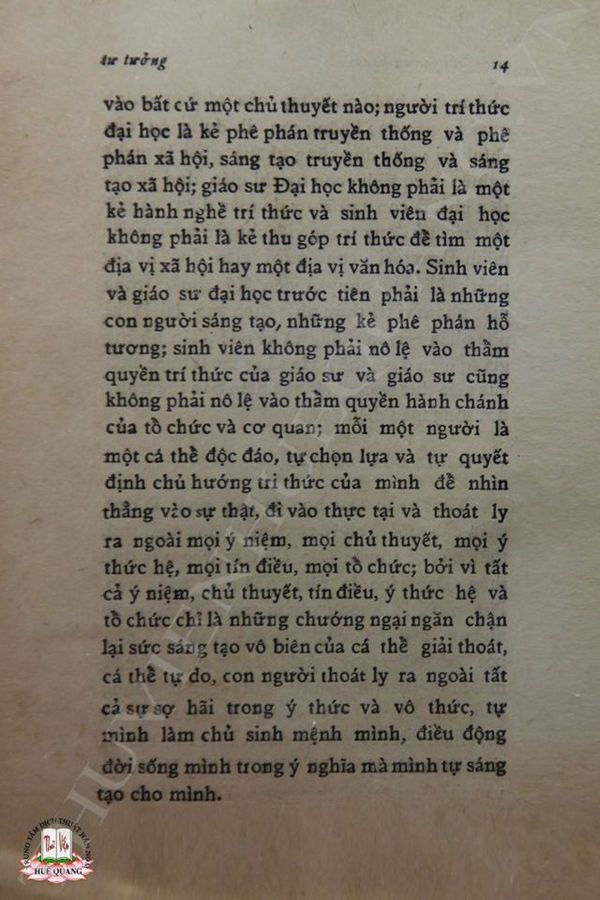 tư tưởng 14
vào bất cứ một chủ thuyết nào; người trí thức
đại học là kẻ phê phán truyền thống và phê
phán xã hội, sáng tạo truyền thống và sáng
tạo xã hội; giáo sư Đại học không phải là một
kẻ hành nghề trí thức và sinh viên đại học
không phải là kẻ thu góp trí thức để tìm một
địa vị xã hội hay một địa vị văn hóa. Sinh viên
và giáo sư đại học trước tiên phải là những
con người sáng tạo, những kẻ phê phán hỗ
tương; sinh viên không phải nô lệ vào thẩm
quyền trí thức của giáo sư và giáo sư cũng
không phải nô lệ vào thẩm quyền hành chánh
của tổ chức và cơ quan; mỗi một người là
một cá thể độc đáo, tự chọn lựa và tự quyết
định chủ hướng tri thức của mình để nhìn
thẳng vào sự thật, đi vào thực tại và thoát ly
ra ngoài mọi ý niệm, mọi chủ thuyết, mọi ý
thức hệ, mọi tín điều, mọi tổ chức; bởi vì tất
cả ý niệm, chủ thuyết, tín điều, ý thức hệ và
tổ chức chỉ là những chướng ngại ngăn chận
lại sức sáng tạo vô biên của cá thể giải thoát,
cá thể tự do, con người thoát ly ra ngoài tất
cả sự sợ hãi trong ý thức và vô thức, tự
mình làm chủ sinh mệnh mình, điều động
đời sống mình trong ý nghĩa mà mình tự sáng
tạo cho mình.
TRUNG TÂM DỊCH THUẬT HÁN NÔM
HUỆ QUANG